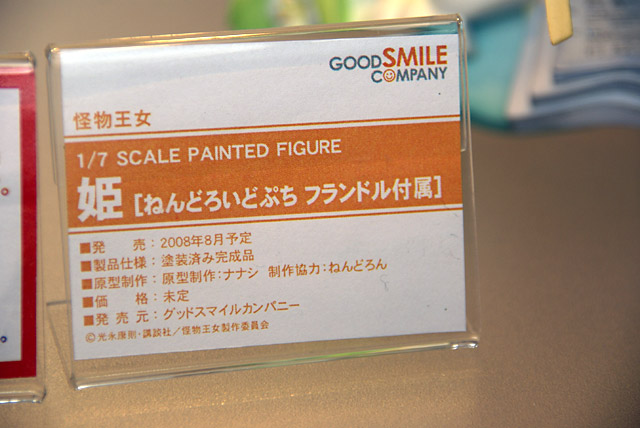 GOOD SMILE
COMPANY
怪物王女
1/7 SCALE PAINTED FIGURE
姫 [ねんどろいどぷち フランドル付属]
■発 売：2008年8月予定
■製品仕様：塗装済み完成品
■原型制作：原型制作：ナナシ 制作協力：ねんどろん
■価 格：未定
■発売元：グッドスマイルカンパニー
©光永康則・講談社／怪物王女製作委員会